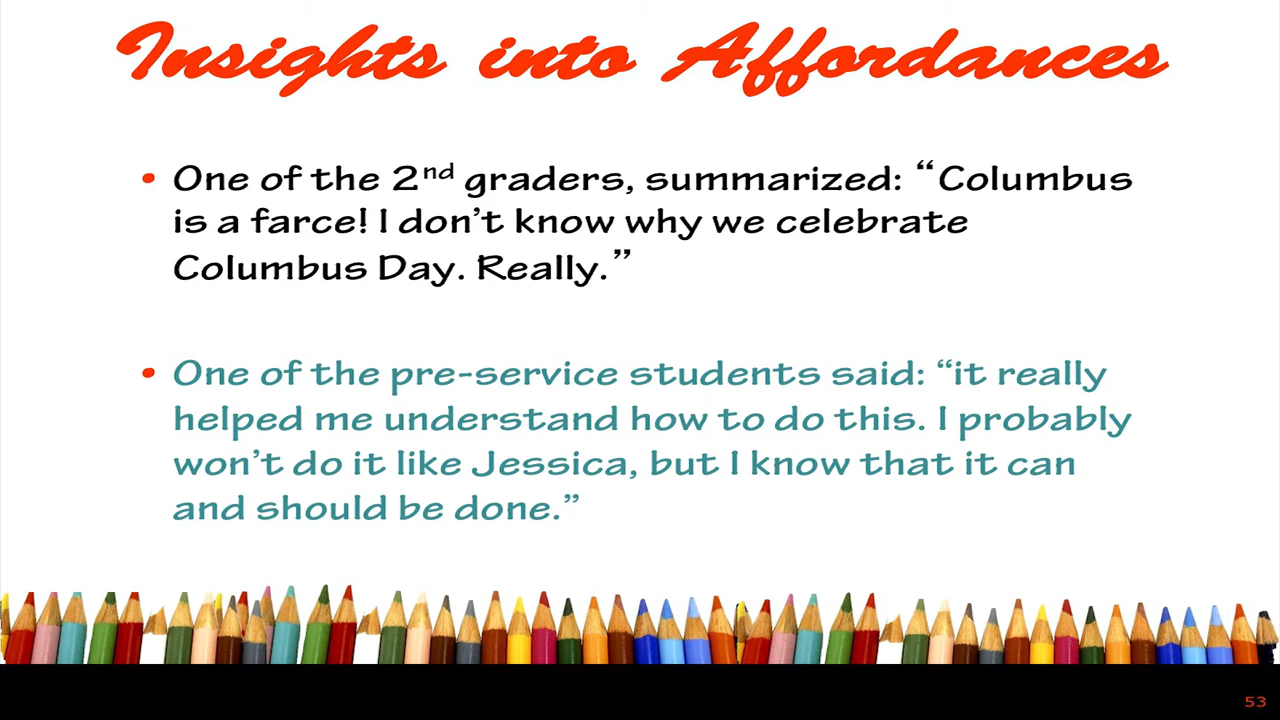 Insights into Affordances
• One of the 2nd graders, summarized: “Columbus
is a farce! I don’t know why we celebrate
Columbus Day. Really.”
• One of the pre-service students said: “it really
helped me understand how to do this. I probably
won’t do it like Jessica, but I know that it can
and should be done.”
53